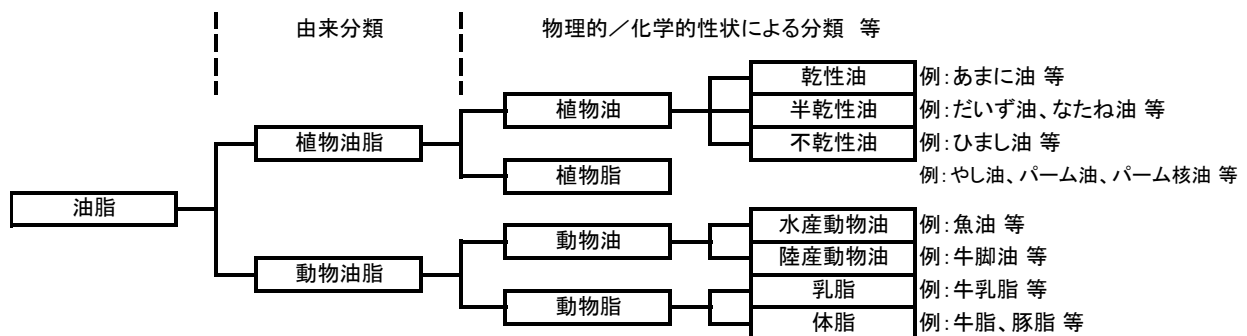 由来分類
物理的／化学的性状による分類 等
乾性油 例：あまに油 等
植物油 半乾性油 例：だいず油、なたね油 等
植物油脂 不乾性油 例：ひまし油 等
植物脂 例：やし油、パーム油、パーム核油 等
油脂
動物油 水産動物油 例：魚油 等
動物油脂 陸産動物油 例：牛脚油 等
乳脂 例：牛乳脂 等
動物脂
体脂 例：牛脂、豚脂 等